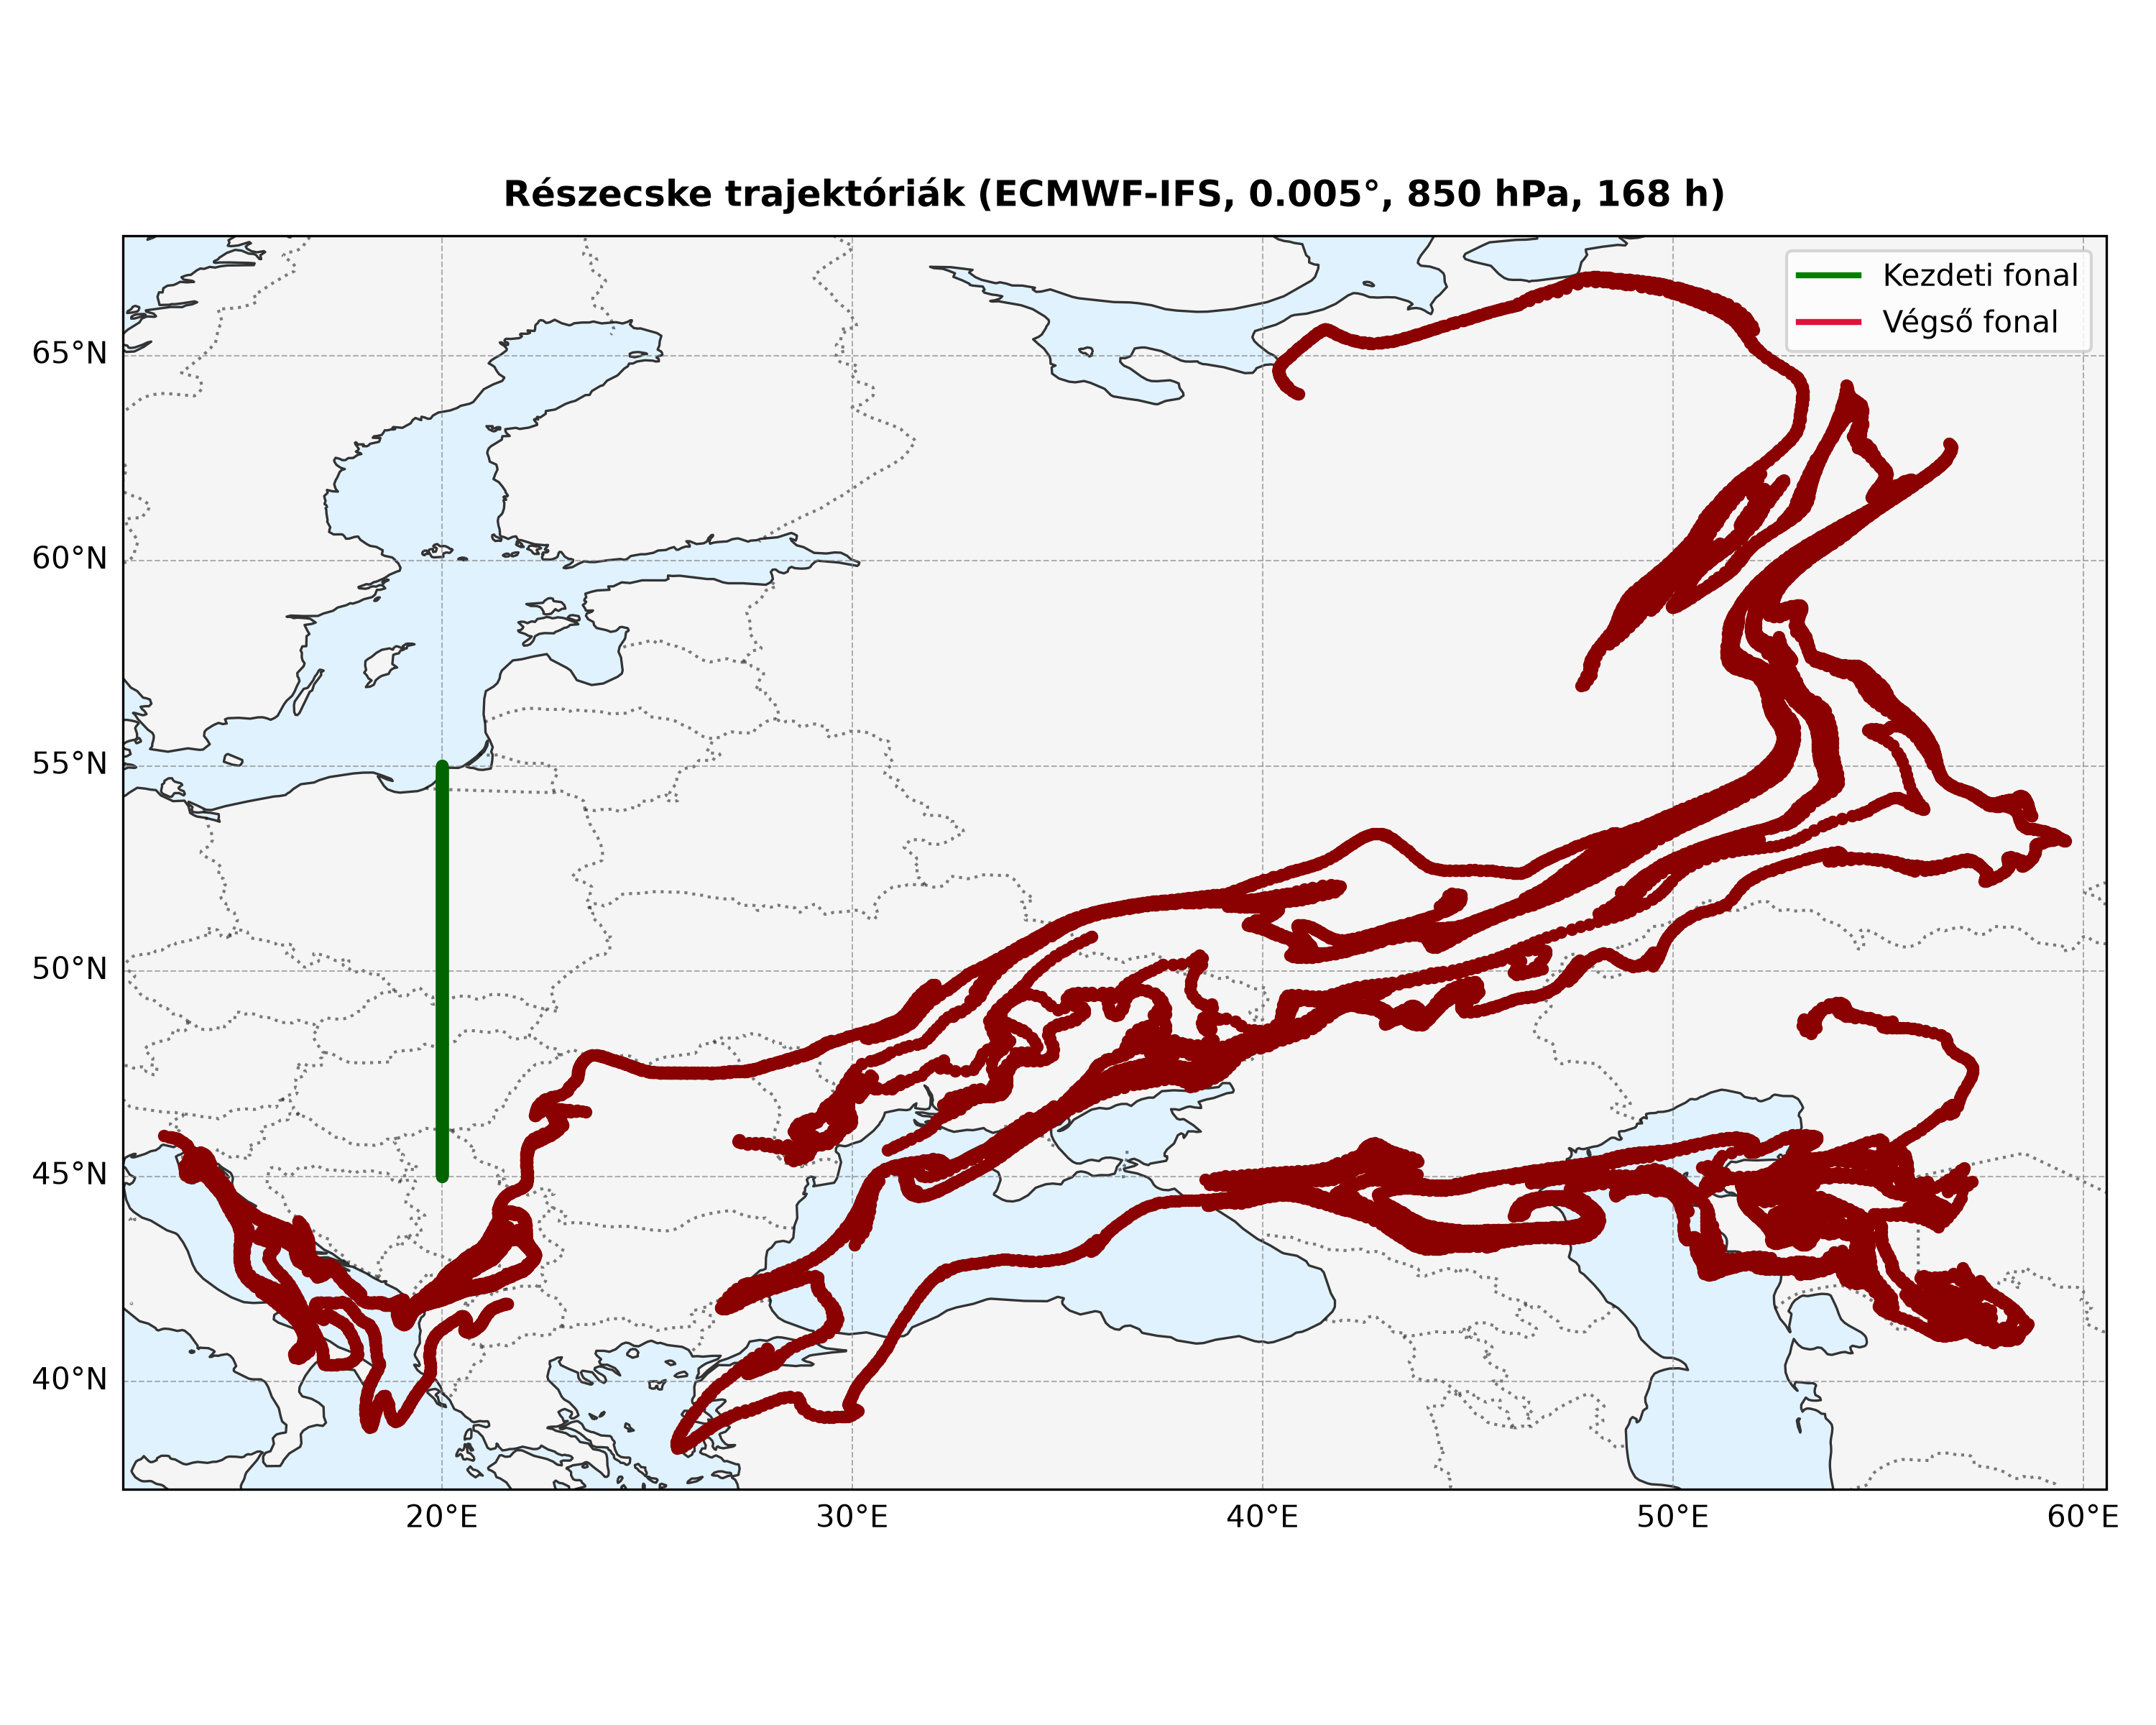 Részecske trajektóriák (ECMWF-IFS, 0.005°, 850 hPa, 168 h)
Kezdeti fonal
Végső fonal
65°N
60°N
55°N
50°N
45°N
40°N
20°E 30°E 40°E 50°E 60°E